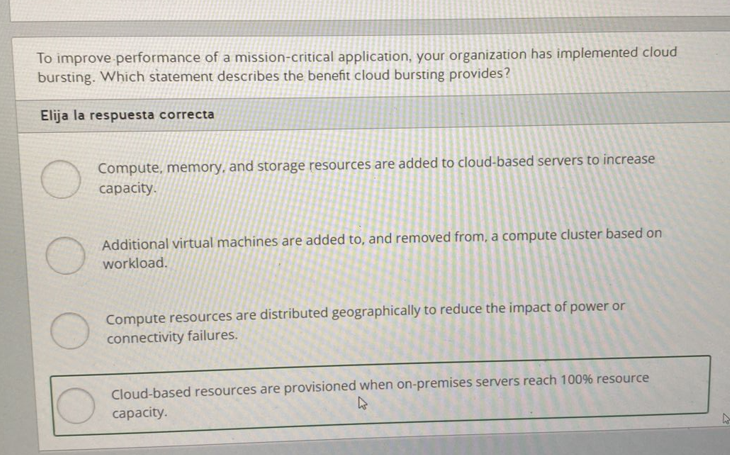 To improve performance of a mission-critical application, your organization has implemented cloud
bursting. Which statement describes the benefit cloud bursting provides?
Elija la respuesta correcta
Compute, memory, and storage resources are added to cloud-based servers to increase
capacity.
Additional virtual machines are added to, and removed from, a compute cluster based on
workload.
Compute resources are distributed geographically to reduce the impact of power or
connectivity failures.
Cloud-based resources are provisioned when on-premises servers reach 100% resource
capacity.